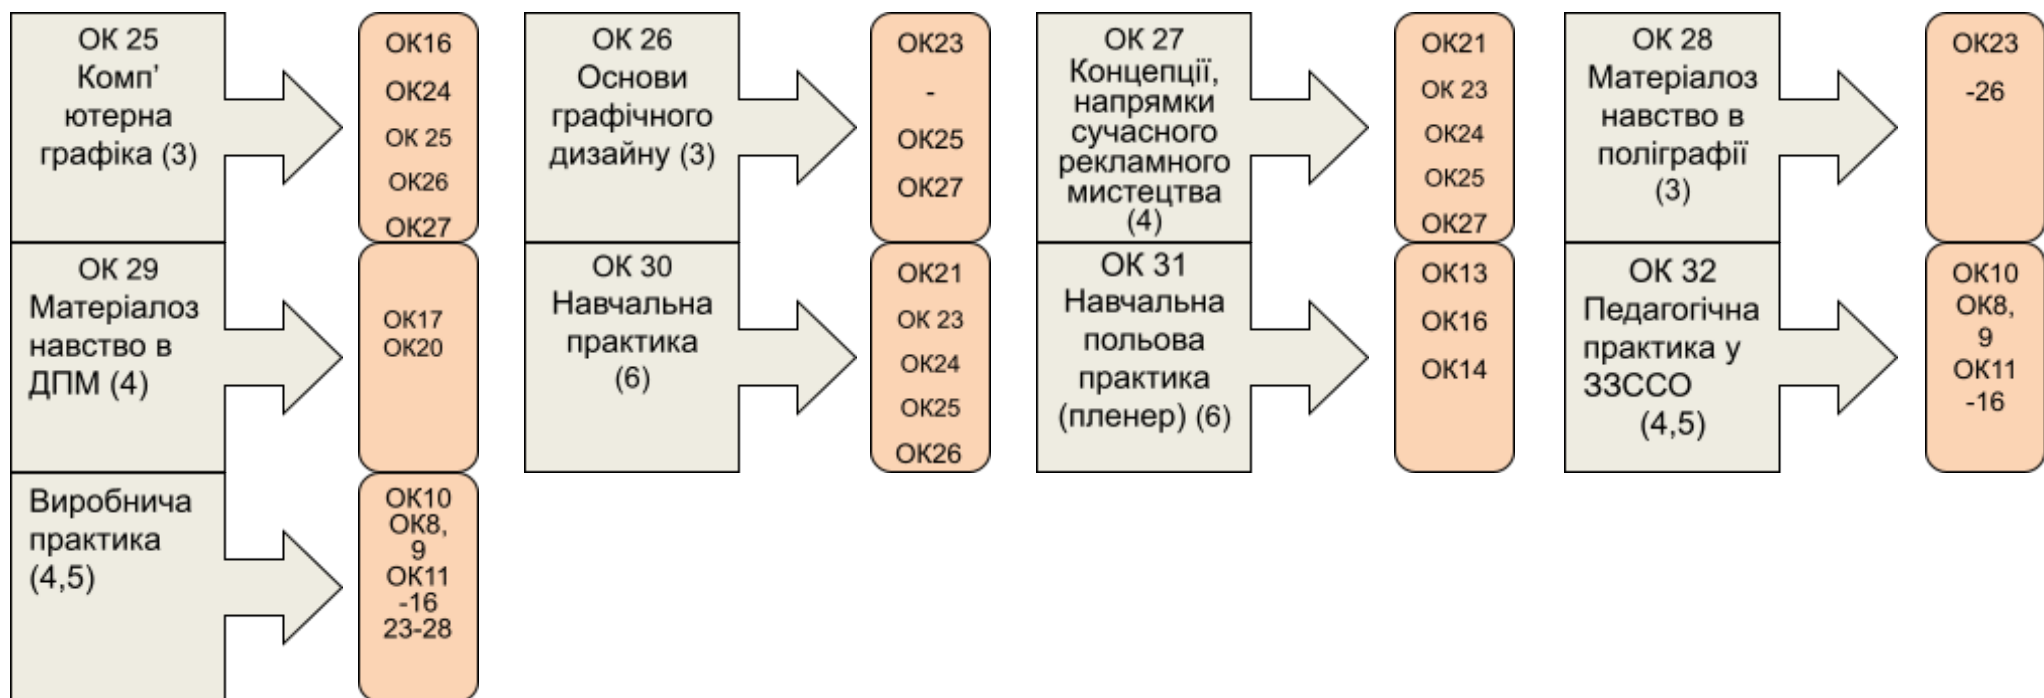 ОК 25
Комп’
ютерна
графіка (3)
ОК16
ОК24
ОК 25
ОК26
ОК27
ОК 26
Основи
графічного
дизайну (3)
ОК23
-
ОК25
ОК27
ОК 27
Концепції,
напрямки
сучасного
рекламного
мистецтва
(4)
ОК21
ОК 23
ОК24
ОК25
ОК27
ОК 28
Матеріалоз
навство в
поліграфії
(3)
ОК23
-26
ОК 29
Матеріалоз
навство в
ДПМ (4)
ОК17
ОК20
ОК 30
Навчальна
практика
(6)
ОК21
ОК 23
ОК24
ОК25
ОК26
ОК 31
Навчальна
польова
практика
(пленер) (6)
ОК13
ОК16
ОК14
ОК 32
Педагогічна
практика у
ЗЗССО
(4,5)
ОК10
ОК8,
9
ОК11
-16
Виробнича
практика
(4,5)
ОК10
ОК8,
9
ОК11
-16
23-28